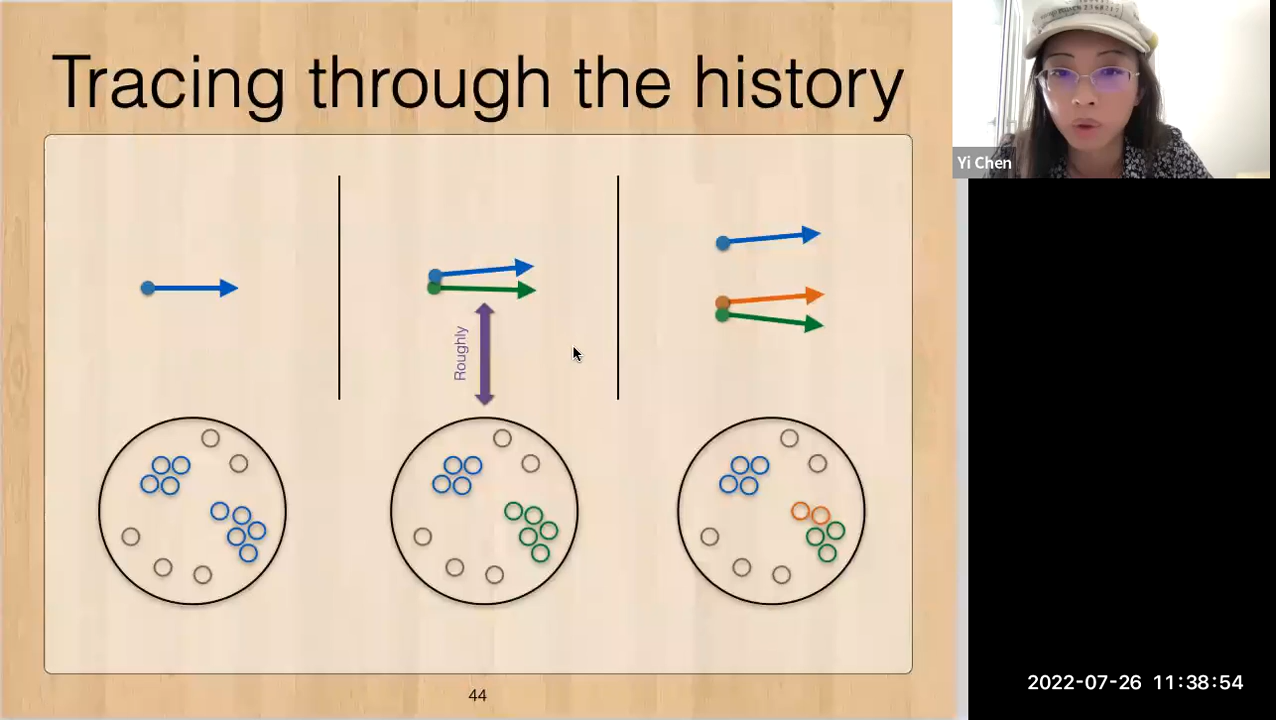 Tracing through the history
Yi Chen
Roughly
44
2022-07-26 11:38:54